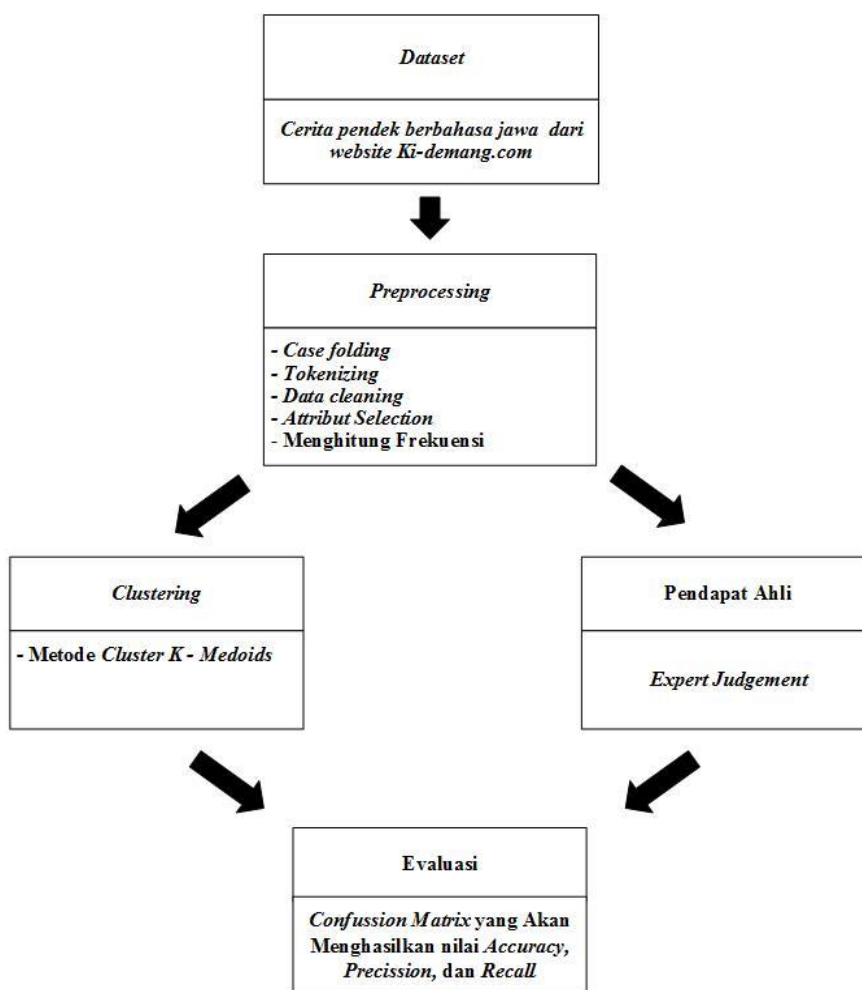 Dataset
Cerita pendek berbahasa jawa dari
website Ki-demang.com
Preprocessing
- Case folding
- Tokenizing
- Data cleaning
- Attribut Selection
- Menghitung Frekuensi
Clustering
- Metode Cluster K - Medoids
Pendapat Ahli
Expert Judgement
Evaluasi
Confussion Matrix yang Akan
Menghasilkan nilai Accuracy,
Precission, dan Recall